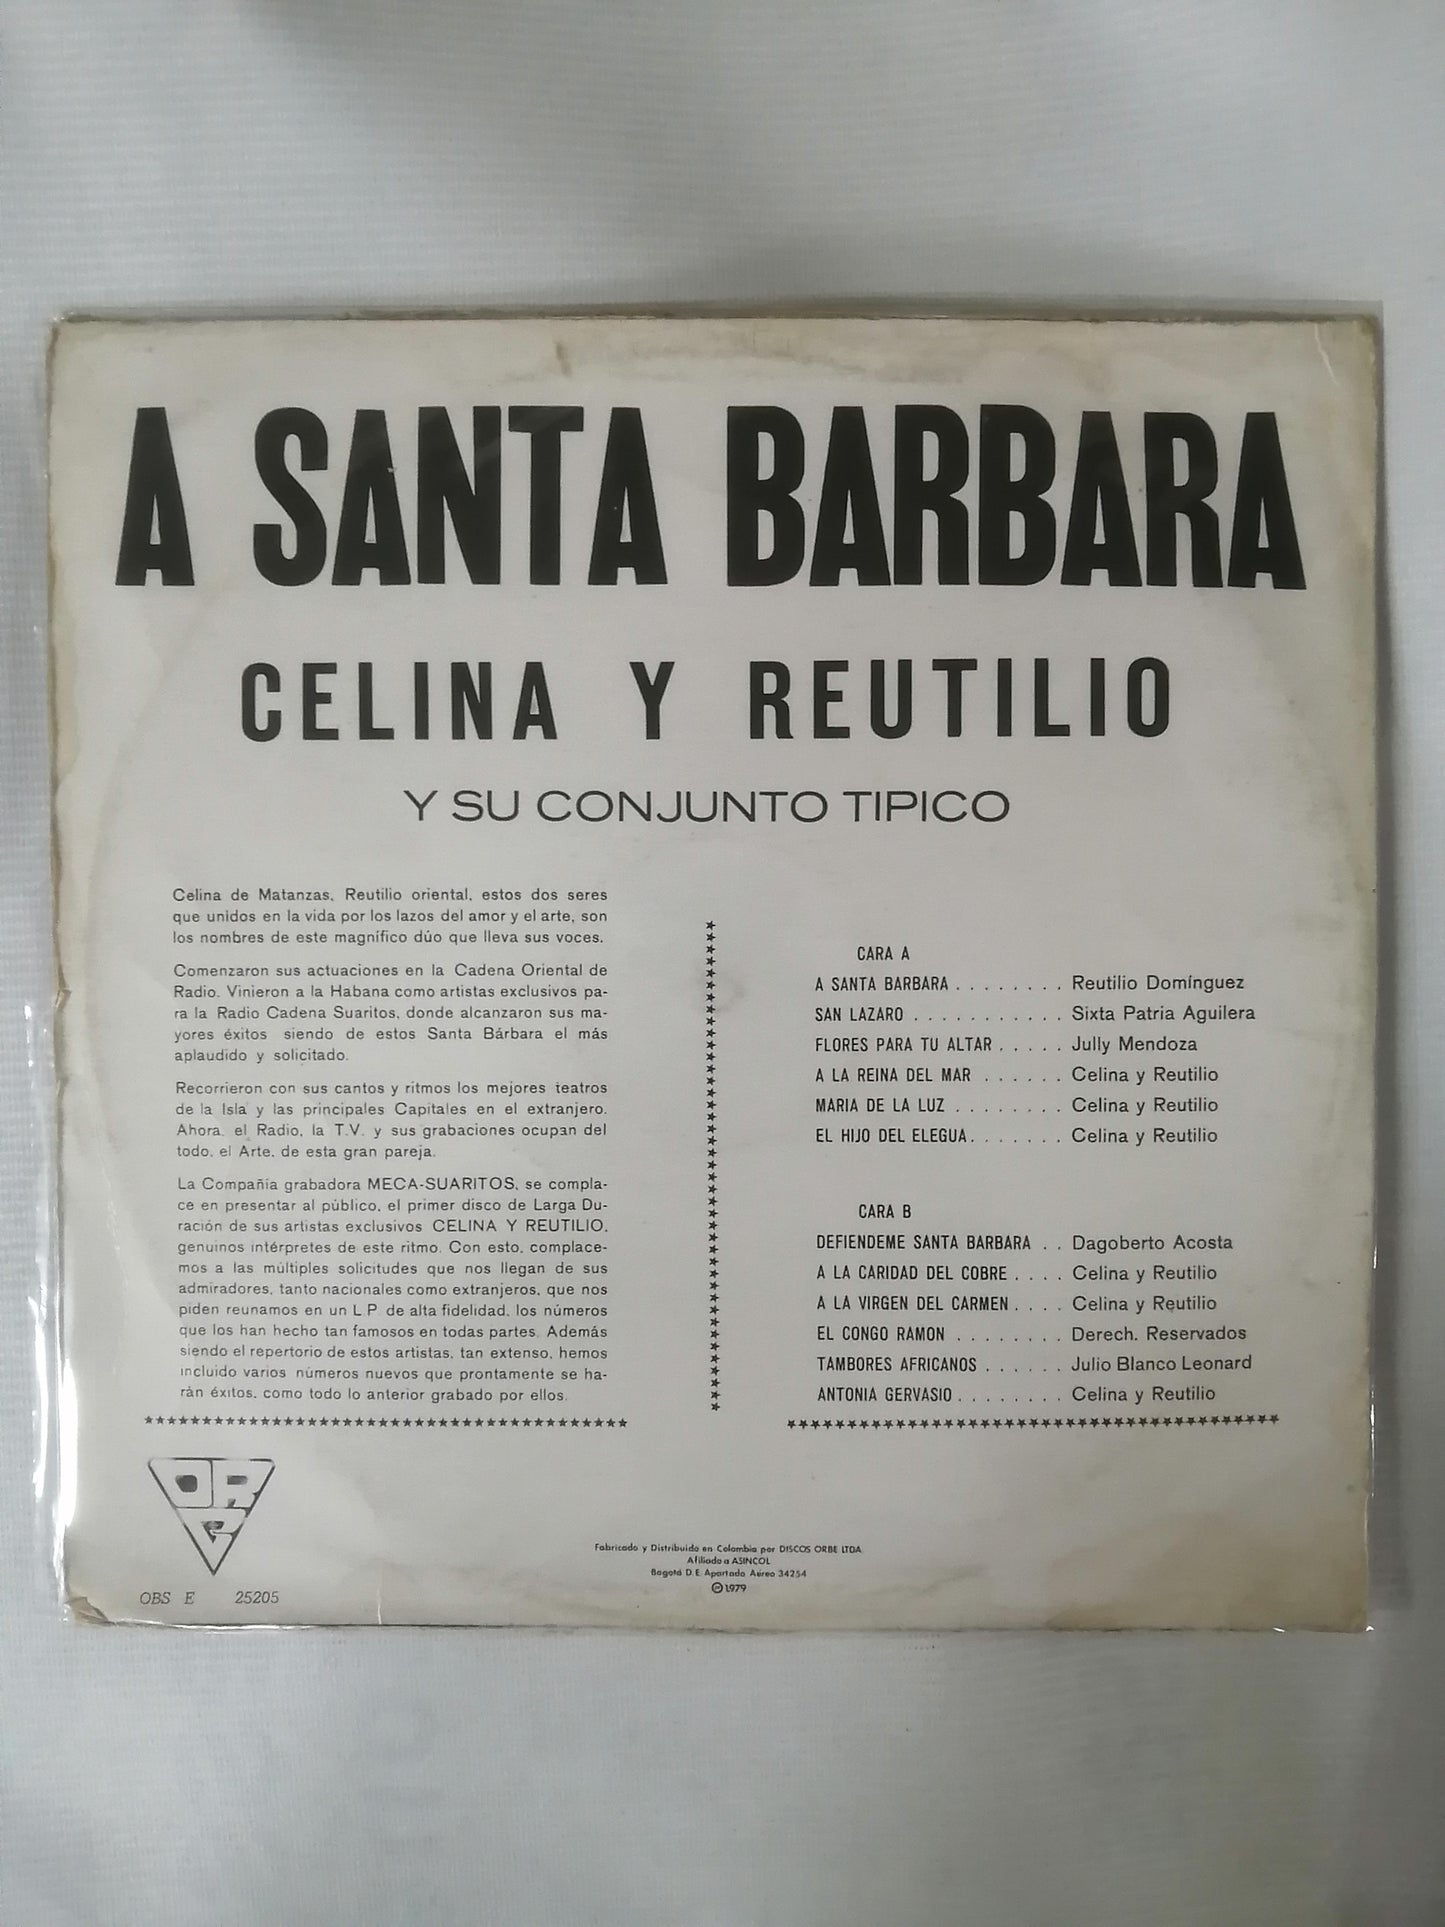 A SANTA BARBARA
CELINA Y REUTILIO
Y SU CONJUNTO TIPICO
Celina de Matanzas, Reutilio oriental, estos dos seres
que unidos en la vida por los lazos del amor y el arte, son
los nombres de este magnífico dúo que lleva sus voces.
Comenzaron sus actuaciones en la Cadena Oriental de
Radio. Vinieron a la Habana como artistas exclusivos pa-
ra la Radio Cadena Suaritos, donde alcanzaron sus ma-
yores éxitos siendo de estos Santa Bárbara el más
aplaudido y solicitado.
Recorrieron con sus cantos y ritmos los mejores teatros
de la Isla y las principales Capitales en el extranjero.
Ahora, el Radio, la T.V. y sus grabaciones ocupan del
todo, el Arte, de esta gran pareja.
La Compañía grabadora MECA-SUARITOS, se compla-
ce en presentar al público, el primer disco de Larga Du-
ración de sus artistas exclusivos CELINA Y REUTILIO,
genuinos intérpretes de este ritmo. Con esto, complace-
mos a las múltiples solicitudes que nos llegan de sus
admiradores, tanto nacionales como extranjeros, que nos
piden reunamos en un L.P. de alta fidelidad, los números
que los han hecho tan famosos en todas partes. Además
siendo el repertorio de estos artistas, tan extenso, hemos
incluido varios números nuevos que prontamente se ha-
rán éxitos, como todo lo anterior grabado por ellos.
CARA A
A SANTA BARBARA . . . . . . . . Reutilio Domínguez
SAN LAZARO . . . . . . . . . . . Sixta Patria Aguilera
FLORES PARA TU ALTAR . . . . . Jully Mendoza
A LA REINA DEL MAR . . . . . . Celina y Reutilio
MARIA DE LA LUZ . . . . . . . . Celina y Reutilio
EL HIJO DEL ELEGUA . . . . . . . Celina y Reutilio
CARA B
DEFIENDEME SANTA BARBARA . . Dagoberto Acosta
A LA CARIDAD DEL COBRE . . . . Celina y Reutilio
A LA VIRGEN DEL CARMEN . . . . Celina y Reutilio
EL CONGO RAMON . . . . . . . . Derech. Reservados
TAMBORES AFRICANOS . . . . . . Julio Blanco Leonard
ANTONIA GERVASIO . . . . . . . . Celina y Reutilio
ORB
OBS E 25205
Fabricado y Distribuido en Colombia por DISCOS ORBE LTDA.
Afiliado a ASINCOL
Bogotá D.E. Apartado Aéreo 34254
℗ 1979